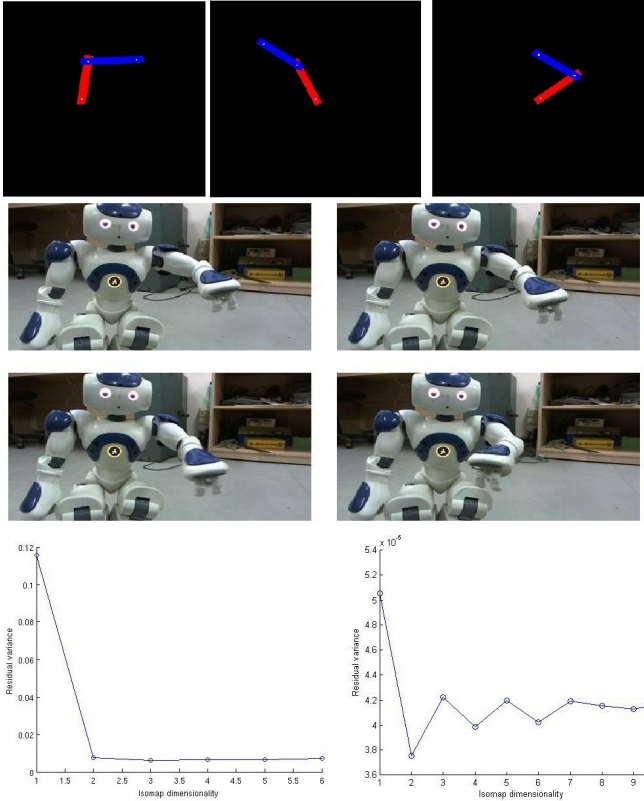 0.12
0.1
0.08
0.06
0.04
0.02
0
Residual variance
1 1.5 2 2.5 3 3.5 4 4.5 5 5.5 6
Isomap dimensionality
x 10^-5
5.4
5.2
5
4.8
4.6
4.4
4.2
4
3.8
3.6
Residual variance
1 2 3 4 5 6 7 8 9
Isomap dimensionality